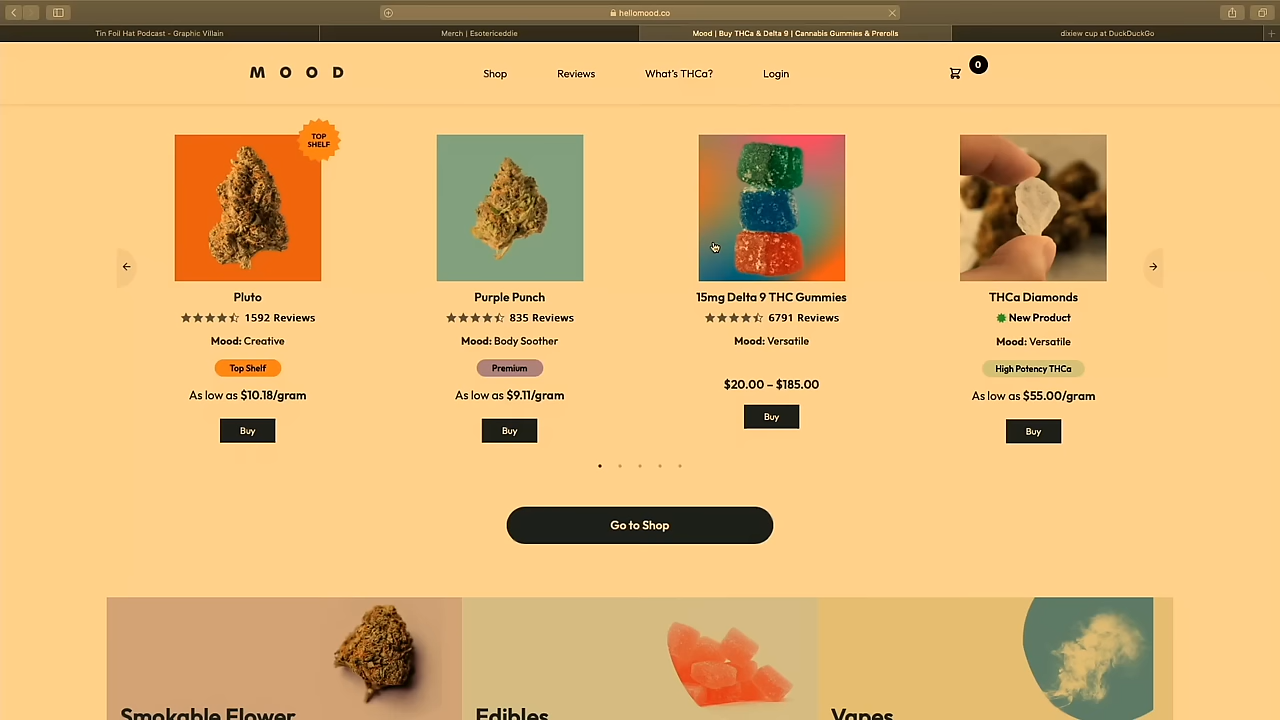 hellomood.co
Tin Foil Hat Podcast - Graphic Villain
Merch | Esotericeddie
Mood | Buy THCa & Delta 9 | Cannabis Gummies & Prerolls
dixiew cup at DuckDuckGo
MOOD
Shop
Reviews
What's THCa?
Login
0
TOP
SHELF
Pluto
1592 Reviews
Mood: Creative
Top Shelf
As low as $10.18/gram
Buy
Purple Punch
835 Reviews
Mood: Body Soother
Premium
As low as $9.11/gram
Buy
15mg Delta 9 THC Gummies
6791 Reviews
Mood: Versatile
$20.00 – $185.00
Buy
THCa Diamonds
New Product
Mood: Versatile
High Potency THCa
As low as $55.00/gram
Buy
Go to Shop
Smokable Flower
Edibles
Vapes